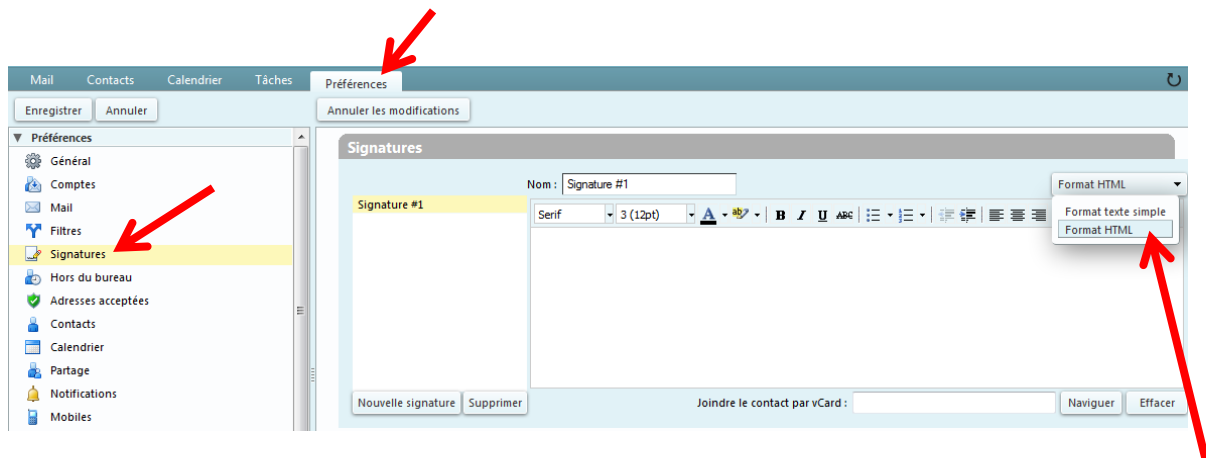 Mail Contacts Calendrier Tâches Préférences
Enregistrer Annuler Annuler les modifications
Préférences
Général
Comptes
Mail
Filtres
Signatures
Hors du bureau
Adresses acceptées
Contacts
Calendrier
Partage
Notifications
Mobiles
Signatures
Nom : Signature #1 Format HTML
Signature #1
Serif 3 (12pt) A ab B I U ABC
Format texte simple
Format HTML
Nouvelle signature Supprimer Joindre le contact par vCard : Naviguer Effacer